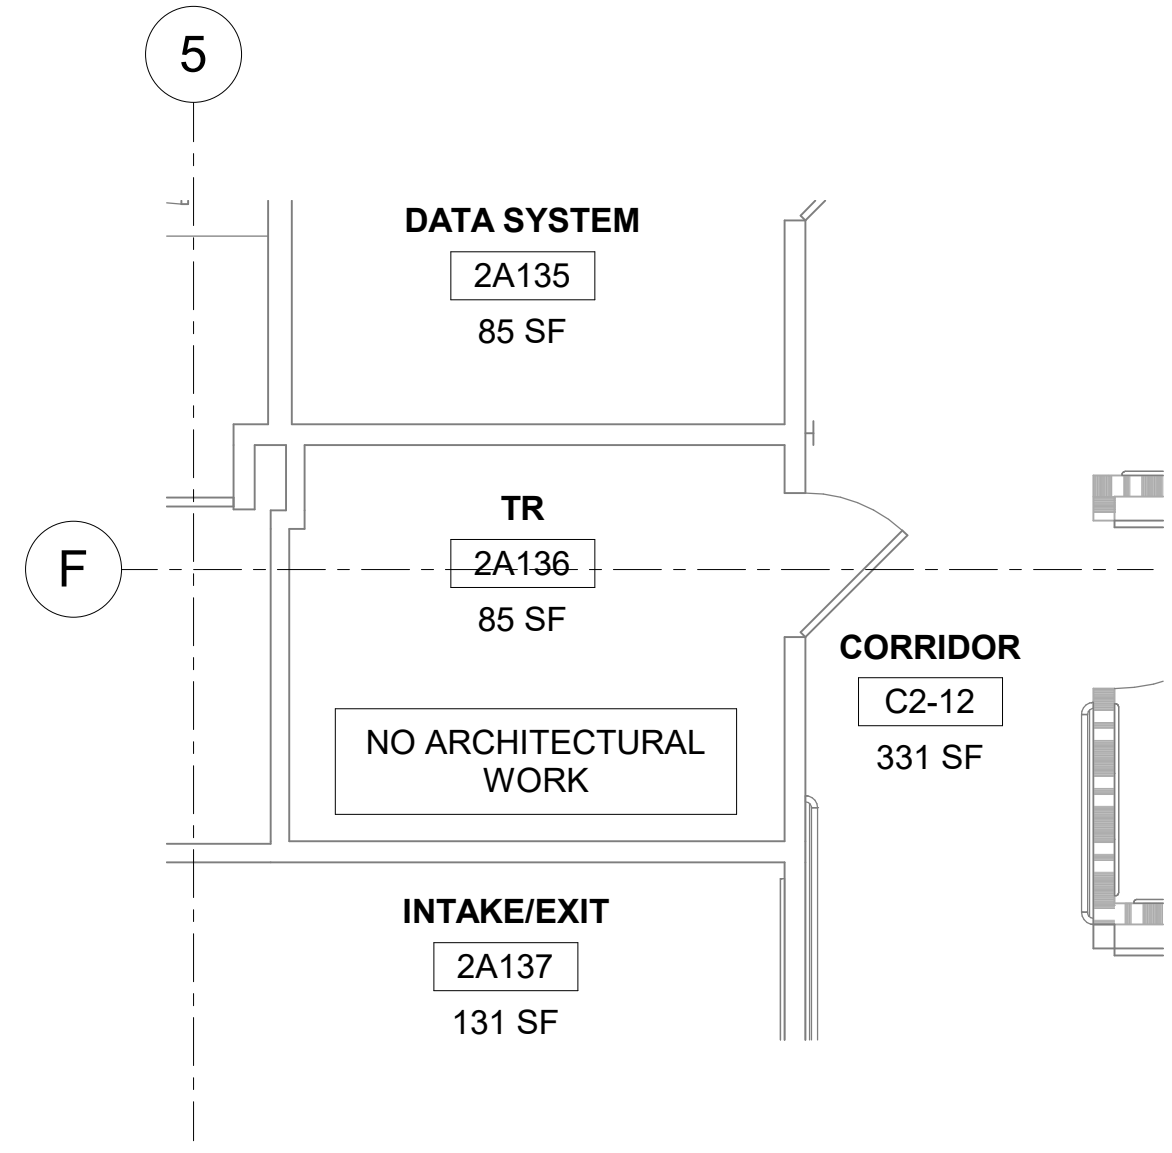 5
DATA SYSTEM
2A135
85 SF
TR
F
2A136
85 SF
CORRIDOR
C2-12
331 SF
NO ARCHITECTURAL
WORK
INTAKE/EXIT
2A137
131 SF